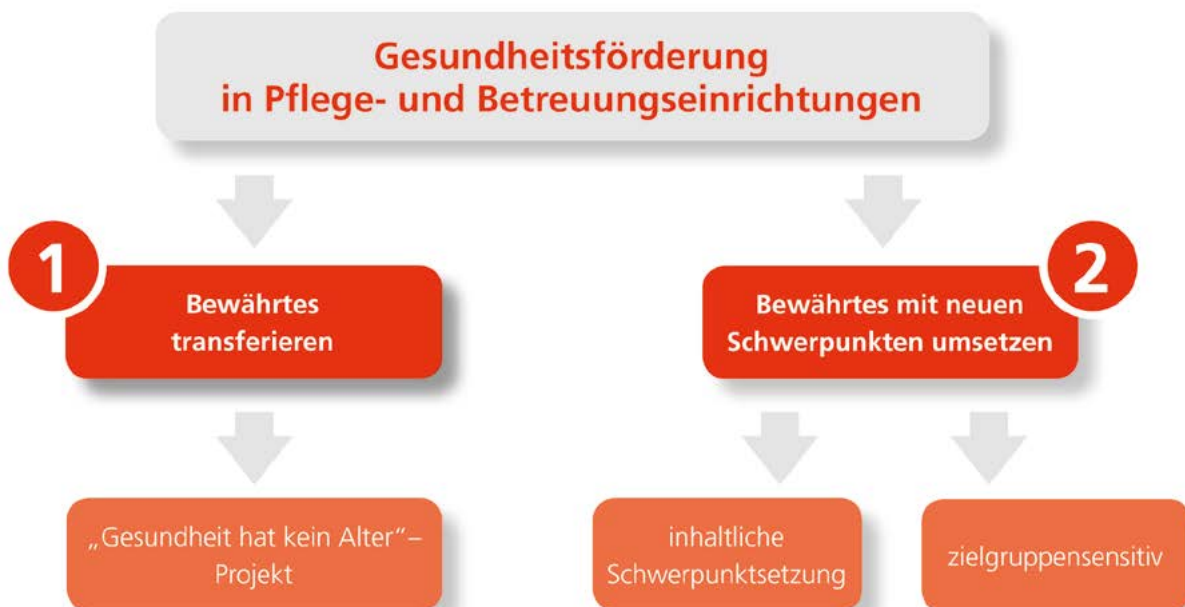 Gesundheitsförderung
in Pflege- und Betreuungseinrichtungen
1
Bewährtes
transferieren
2
Bewährtes mit neuen
Schwerpunkten umsetzen
„Gesundheit hat kein Alter“–
Projekt
inhaltliche
Schwerpunktsetzung
zielgruppensensitiv